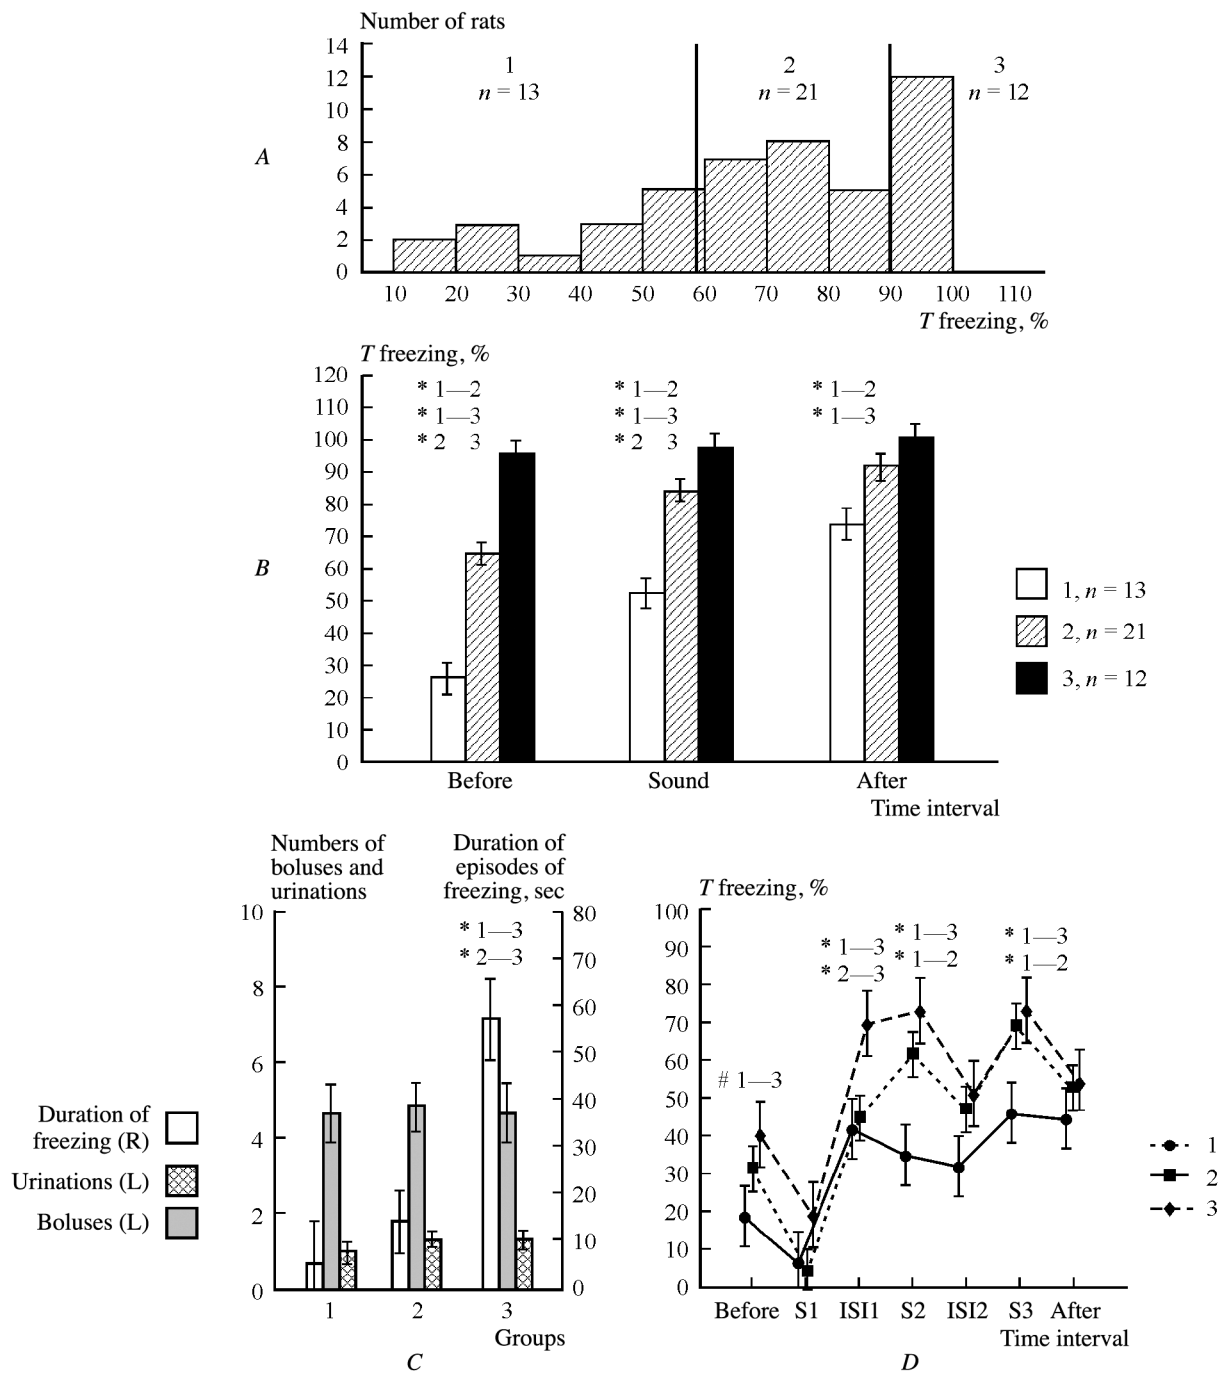 Number of rats
14
12
10
8
6
4
2
0
1
n = 13
2
n = 21
3
n = 12
A
10 20 30 40 50 60 70 80 90 100 110
T freezing, %
T freezing, %
120
110
100
90
80
70
60
50
40
30
20
10
0
* 1—2
* 1—3
* 2 3
* 1—2
* 1—3
* 2 3
* 1—2
* 1—3
B
1, n = 13
2, n = 21
3, n = 12
Before Sound After
Time interval
Numbers of
boluses and
urinations
Duration of
episodes of
freezing, sec
10
8
6
4
2
0
80
70
60
50
40
30
20
10
0
* 1—3
* 2—3
Duration of
freezing (R)
Urinations (L)
Boluses (L)
1 2 3
Groups
C
T freezing, %
100
90
80
70
60
50
40
30
20
10
0
# 1—3
* 1—3
* 2—3
* 1—3
* 1—2
* 1—3
* 1—2
1
2
3
Before S1 ISI1 S2 ISI2 S3 After
Time interval
D